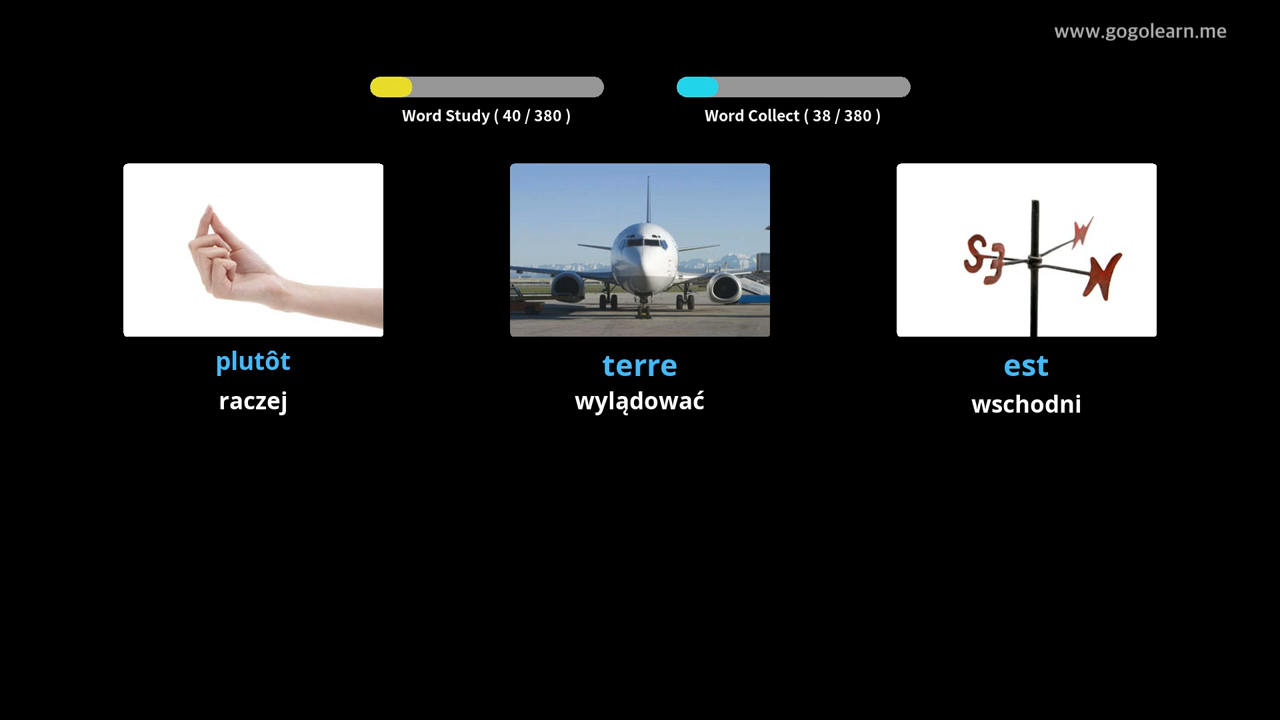 www.gogolearn.me
Word Study ( 40 / 380 )
Word Collect ( 38 / 380 )
S E N W
plutôt
terre
est
raczej
wylądować
wschodni